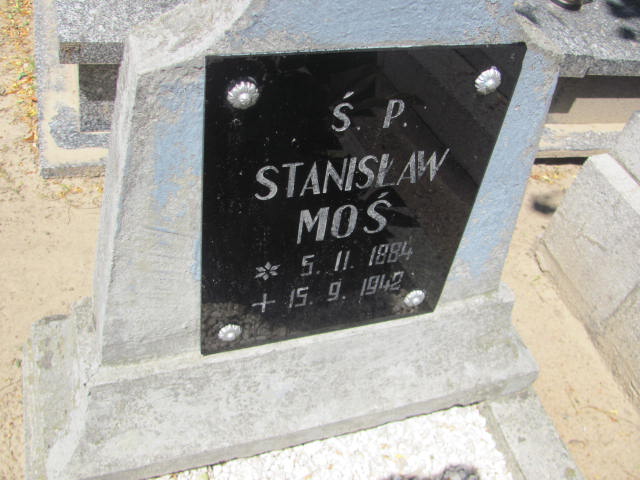 Ś. P.
STANISŁAW
MOŚ
* 5. 11. 1884
+ 15. 9. 1942